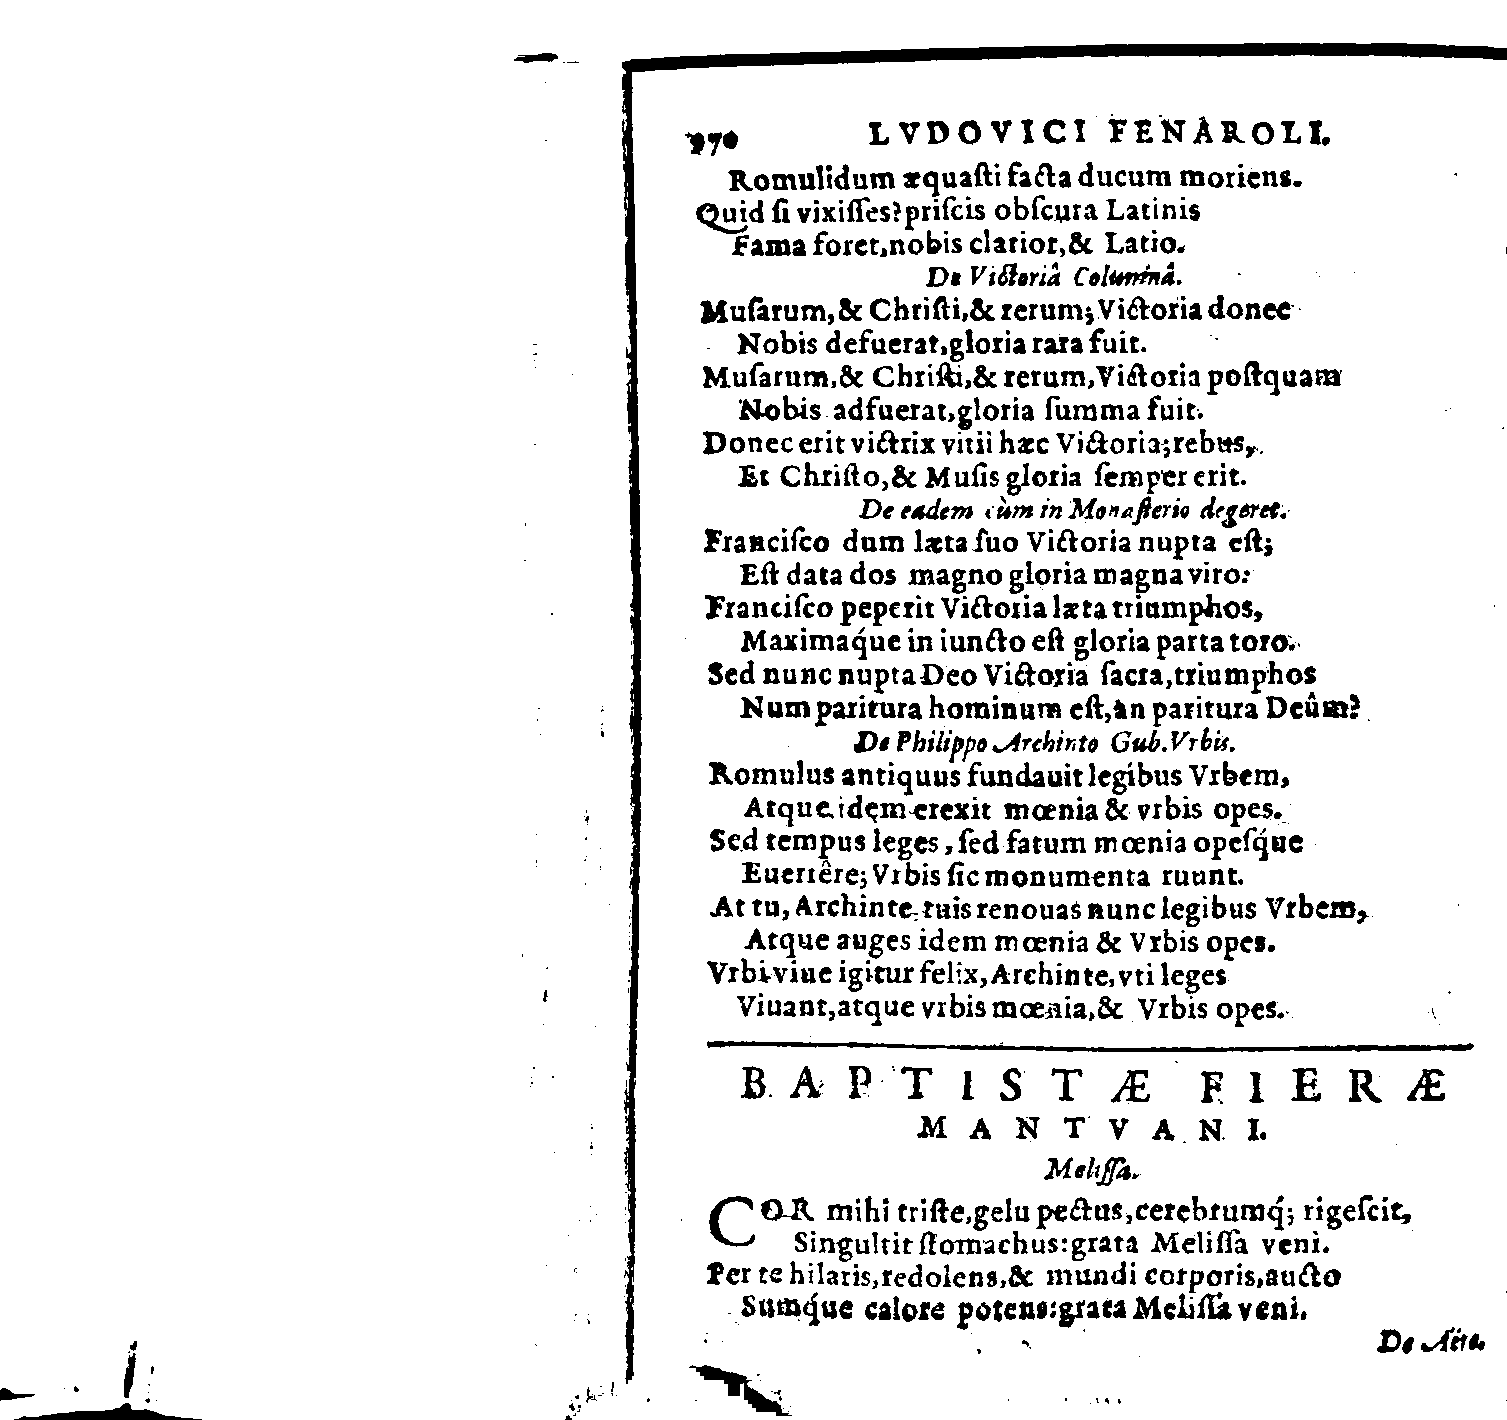 970 LVDOVICI FENAROLI.
Romulidum æquaſti facta ducum moriens.
Quid ſi vixiſſes? priſcis obſcura Latinis
Fama foret, nobis clarior, & Latio.
De Victoriâ Columnâ.
Muſarum, & Chriſti, & rerum; Victoria donec
Nobis defuerat, gloria rara fuit.
Muſarum, & Chriſti, & rerum, Victoria poſtquam
Nobis adfuerat, gloria ſumma fuit.
Donec erit victrix vitii hæc Victoria; rebus,
Et Chriſto, & Muſis gloria ſemper erit.
De eadem cùm in Monaſterio degeret.
Franciſco dum læta ſuo Victoria nupta eſt;
Eſt data dos magno gloria magna viro:
Franciſco peperit Victoria læta triumphos,
Maximaq́ue in iuncto eſt gloria parta toro.
Sed nunc nupta Deo Victoria ſacra, triumphos
Num paritura hominum eſt, an paritura Deûm?
De Philippo Archinto Gub. Vrbis.
Romulus antiquus fundauit legibus Vrbem,
Atque idem erexit mœnia & vrbis opes.
Sed tempus leges, ſed fatum mœnia opeſq́ue
Euerrêre; Vrbis ſic monumenta ruunt.
At tu, Archinte tuis renouas nunc legibus Vrbem,
Atque auges idem mœnia & Vrbis opes.
Vrbi viue igitur felix, Archinte, vti leges
Viuant, atque vrbis mœnia, & Vrbis opes.
BAPTISTÆ FIERÆ
MANTVANI.
Meliſſa.
COR mihi triſte, gelu pectus, cerebrumq́; rigeſcit,
Singultit ſtomachus: grata Meliſſa veni.
Per te hilaris, redolens, & mundi corporis, aucto
Sumq́ue calore potens: grata Meliſſa veni.
De